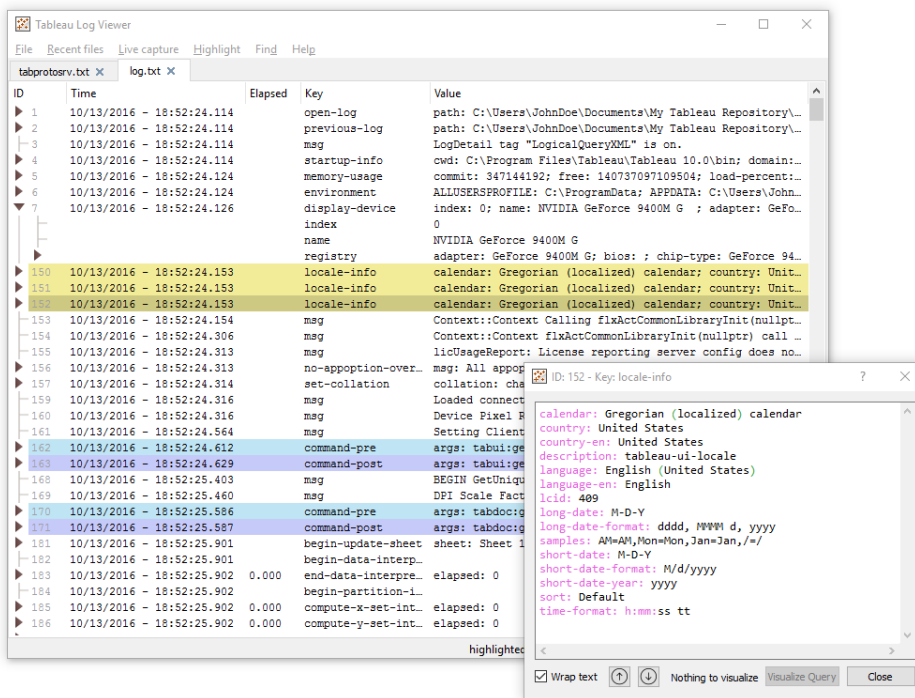 Tableau Log Viewer
File Recent files Live capture Highlight Find Help
tabprotosrv.txt log.txt
ID Time Elapsed Key Value
1 10/13/2016 - 18:52:24.114 open-log path: C:\Users\JohnDoe\Documents\My Tableau Repository\…
2 10/13/2016 - 18:52:24.114 previous-log path: C:\Users\JohnDoe\Documents\My Tableau Repository\…
3 10/13/2016 - 18:52:24.114 msg LogDetail tag "LogicalQueryXML" is on.
4 10/13/2016 - 18:52:24.114 startup-info cwd: C:\Program Files\Tableau\Tableau 10.0\bin; domain:…
5 10/13/2016 - 18:52:24.124 memory-usage commit: 347144192; free: 140737097109504; load-percent:…
6 10/13/2016 - 18:52:24.124 environment ALLUSERSPROFILE: C:\ProgramData; APPDATA: C:\Users\John…
7 10/13/2016 - 18:52:24.126 display-device index: 0; name: NVIDIA GeForce 9400M G ; adapter: GeFo…
index 0
name NVIDIA GeForce 9400M G
registry adapter: GeForce 9400M G; bios: ; chip-type: GeForce 94…
150 10/13/2016 - 18:52:24.153 locale-info calendar: Gregorian (localized) calendar; country: Unit…
151 10/13/2016 - 18:52:24.153 locale-info calendar: Gregorian (localized) calendar; country: Unit…
152 10/13/2016 - 18:52:24.153 locale-info calendar: Gregorian (localized) calendar; country: Unit…
153 10/13/2016 - 18:52:24.154 msg Context::Context Calling flxActCommonLibraryInit(nullpt…
154 10/13/2016 - 18:52:24.306 msg Context::Context flxActCommonLibraryInit(nullptr) call …
155 10/13/2016 - 18:52:24.313 msg licUsageReport: License reporting server config does no…
156 10/13/2016 - 18:52:24.313 no-appoption-over… msg: All appop
157 10/13/2016 - 18:52:24.314 set-collation collation: cha
159 10/13/2016 - 18:52:24.316 msg Loaded connect
160 10/13/2016 - 18:52:24.316 msg Device Pixel R
161 10/13/2016 - 18:52:24.564 msg Setting Client
162 10/13/2016 - 18:52:24.612 command-pre args: tabui:ge
163 10/13/2016 - 18:52:24.629 command-post args: tabui:ge
168 10/13/2016 - 18:52:25.403 msg BEGIN GetUniqu
169 10/13/2016 - 18:52:25.460 msg DPI Scale Fact
170 10/13/2016 - 18:52:25.586 command-pre args: tabdoc:g
171 10/13/2016 - 18:52:25.587 command-post args: tabdoc:g
181 10/13/2016 - 18:52:25.901 begin-update-sheet sheet: Sheet 1
182 10/13/2016 - 18:52:25.901 begin-data-interp…
183 10/13/2016 - 18:52:25.902 0.000 end-data-interpre… elapsed: 0
184 10/13/2016 - 18:52:25.902 begin-partition-i…
185 10/13/2016 - 18:52:25.902 0.000 compute-x-set-int… elapsed: 0
186 10/13/2016 - 18:52:25.902 0.000 compute-y-set-int… elapsed: 0
highlighted
ID: 152 - Key: locale-info
calendar: Gregorian (localized) calendar
country: United States
country-en: United States
description: tableau-ui-locale
language: English (United States)
language-en: English
lcid: 409
long-date: M-D-Y
long-date-format: dddd, MMMM d, yyyy
samples: AM=AM,Mon=Mon,Jan=Jan,/=/
short-date: M-D-Y
short-date-format: M/d/yyyy
short-date-year: yyyy
sort: Default
time-format: h:mm:ss tt
Wrap text Nothing to visualize Visualize Query Close